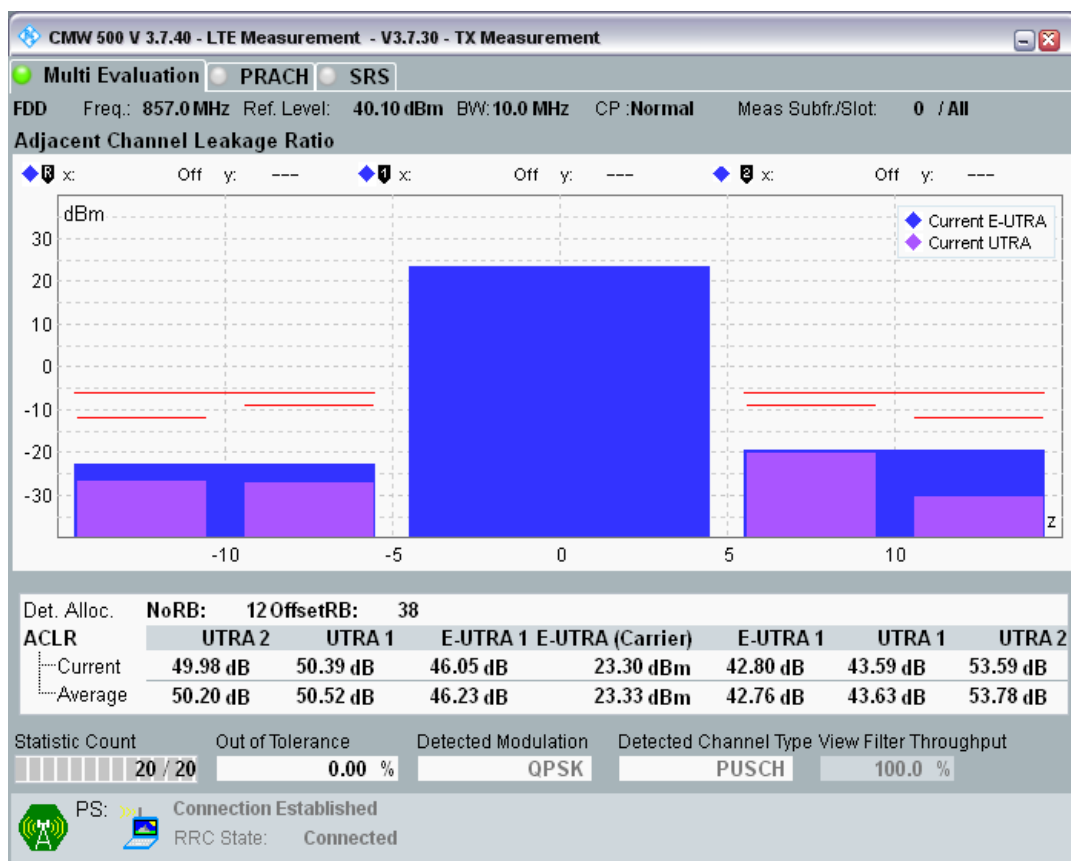 CMW 500 V 3.7.40 - LTE Measurement - V3.7.30 - TX Measurement
Multi Evaluation PRACH SRS
FDD Freq.: 857.0 MHz Ref. Level: 40.10 dBm BW: 10.0 MHz CP :Normal Meas Subfr./Slot: 0 / All
Adjacent Channel Leakage Ratio
R x: Off y: --- 1 x: Off y: --- 2 x: Off y: ---
dBm
Current E-UTRA
Current UTRA
30
20
10
0
-10
-20
-30
z
-10 -5 0 5 10
Det. Alloc. NoRB: 12 OffsetRB: 38
ACLR UTRA 2 UTRA 1 E-UTRA 1 E-UTRA (Carrier) E-UTRA 1 UTRA 1 UTRA 2
Current 49.98 dB 50.39 dB 46.05 dB 23.30 dBm 42.80 dB 43.59 dB 53.59 dB
Average 50.20 dB 50.52 dB 46.23 dB 23.33 dBm 42.76 dB 43.63 dB 53.78 dB
Statistic Count Out of Tolerance Detected Modulation Detected Channel Type View Filter Throughput
20 / 20 0.00 % QPSK PUSCH 100.0 %
PS: Connection Established
RRC State: Connected